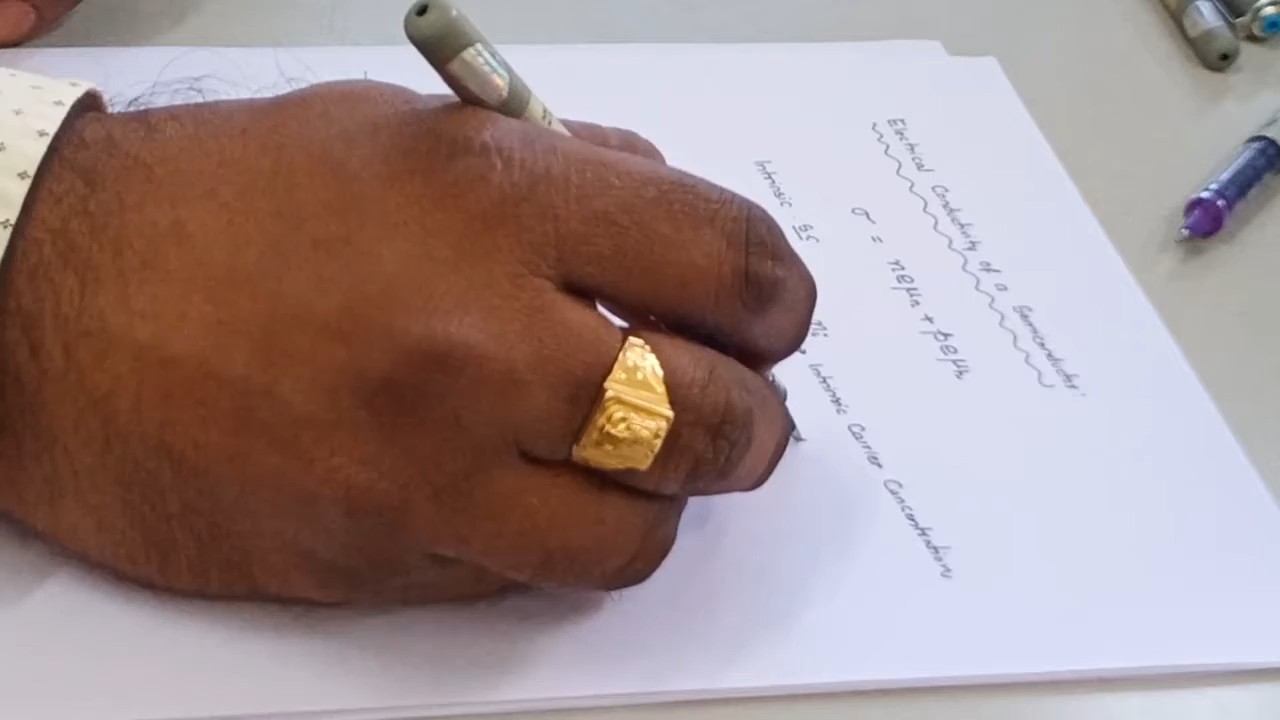 Electrical Conductivity of a Semiconductor:
σ = neμn + peμh
Intrinsic SC
ni → Intrinsic Carrier Concentration